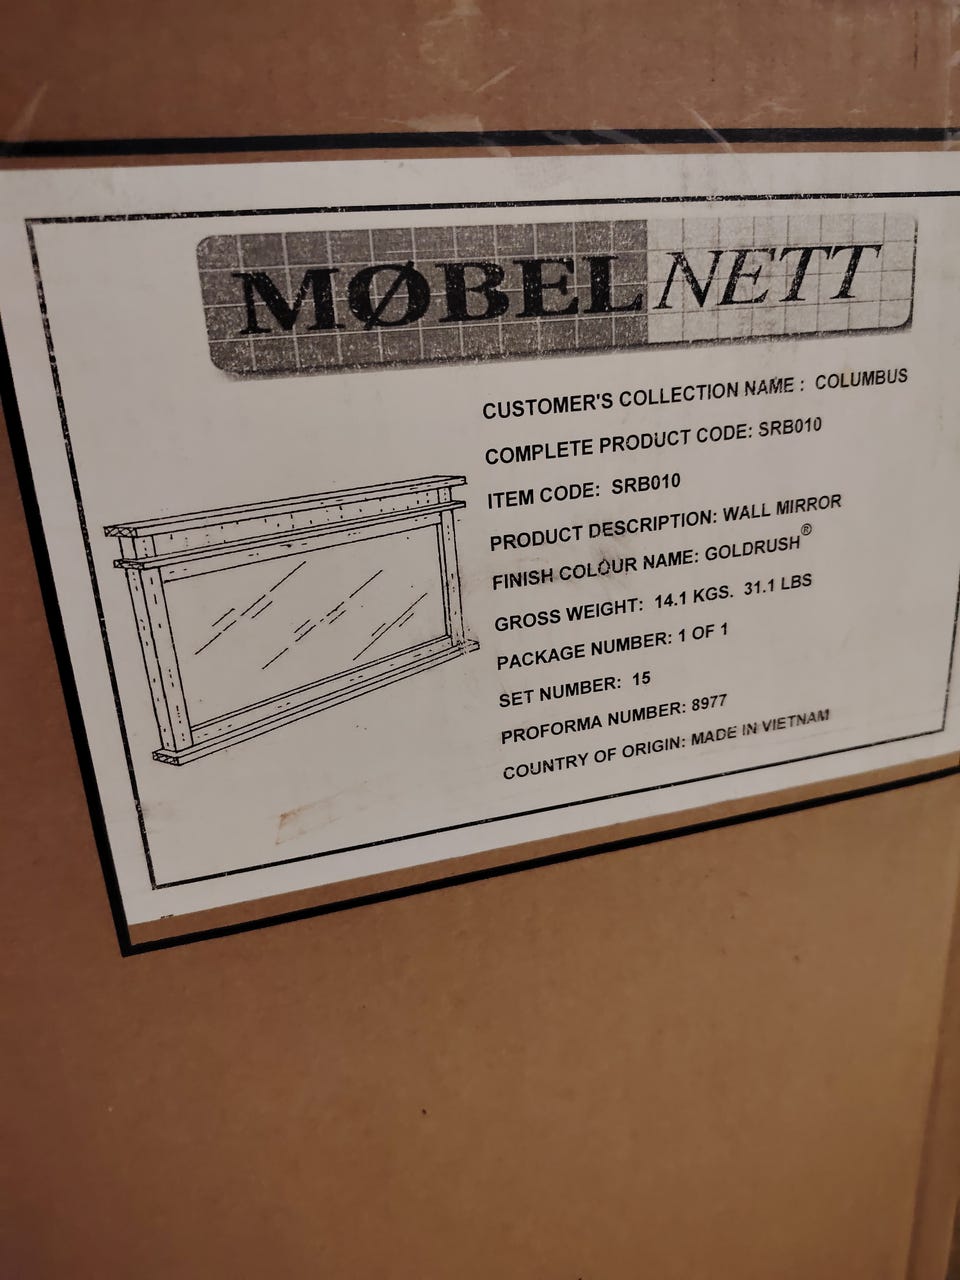 MØBELNETT
CUSTOMER'S COLLECTION NAME : COLUMBUS
COMPLETE PRODUCT CODE: SRB010
ITEM CODE: SRB010
PRODUCT DESCRIPTION: WALL MIRROR
FINISH COLOUR NAME: GOLDRUSH®
GROSS WEIGHT: 14.1 KGS. 31.1 LBS
PACKAGE NUMBER: 1 OF 1
SET NUMBER: 15
PROFORMA NUMBER: 8977
COUNTRY OF ORIGIN: MADE IN VIETNAM